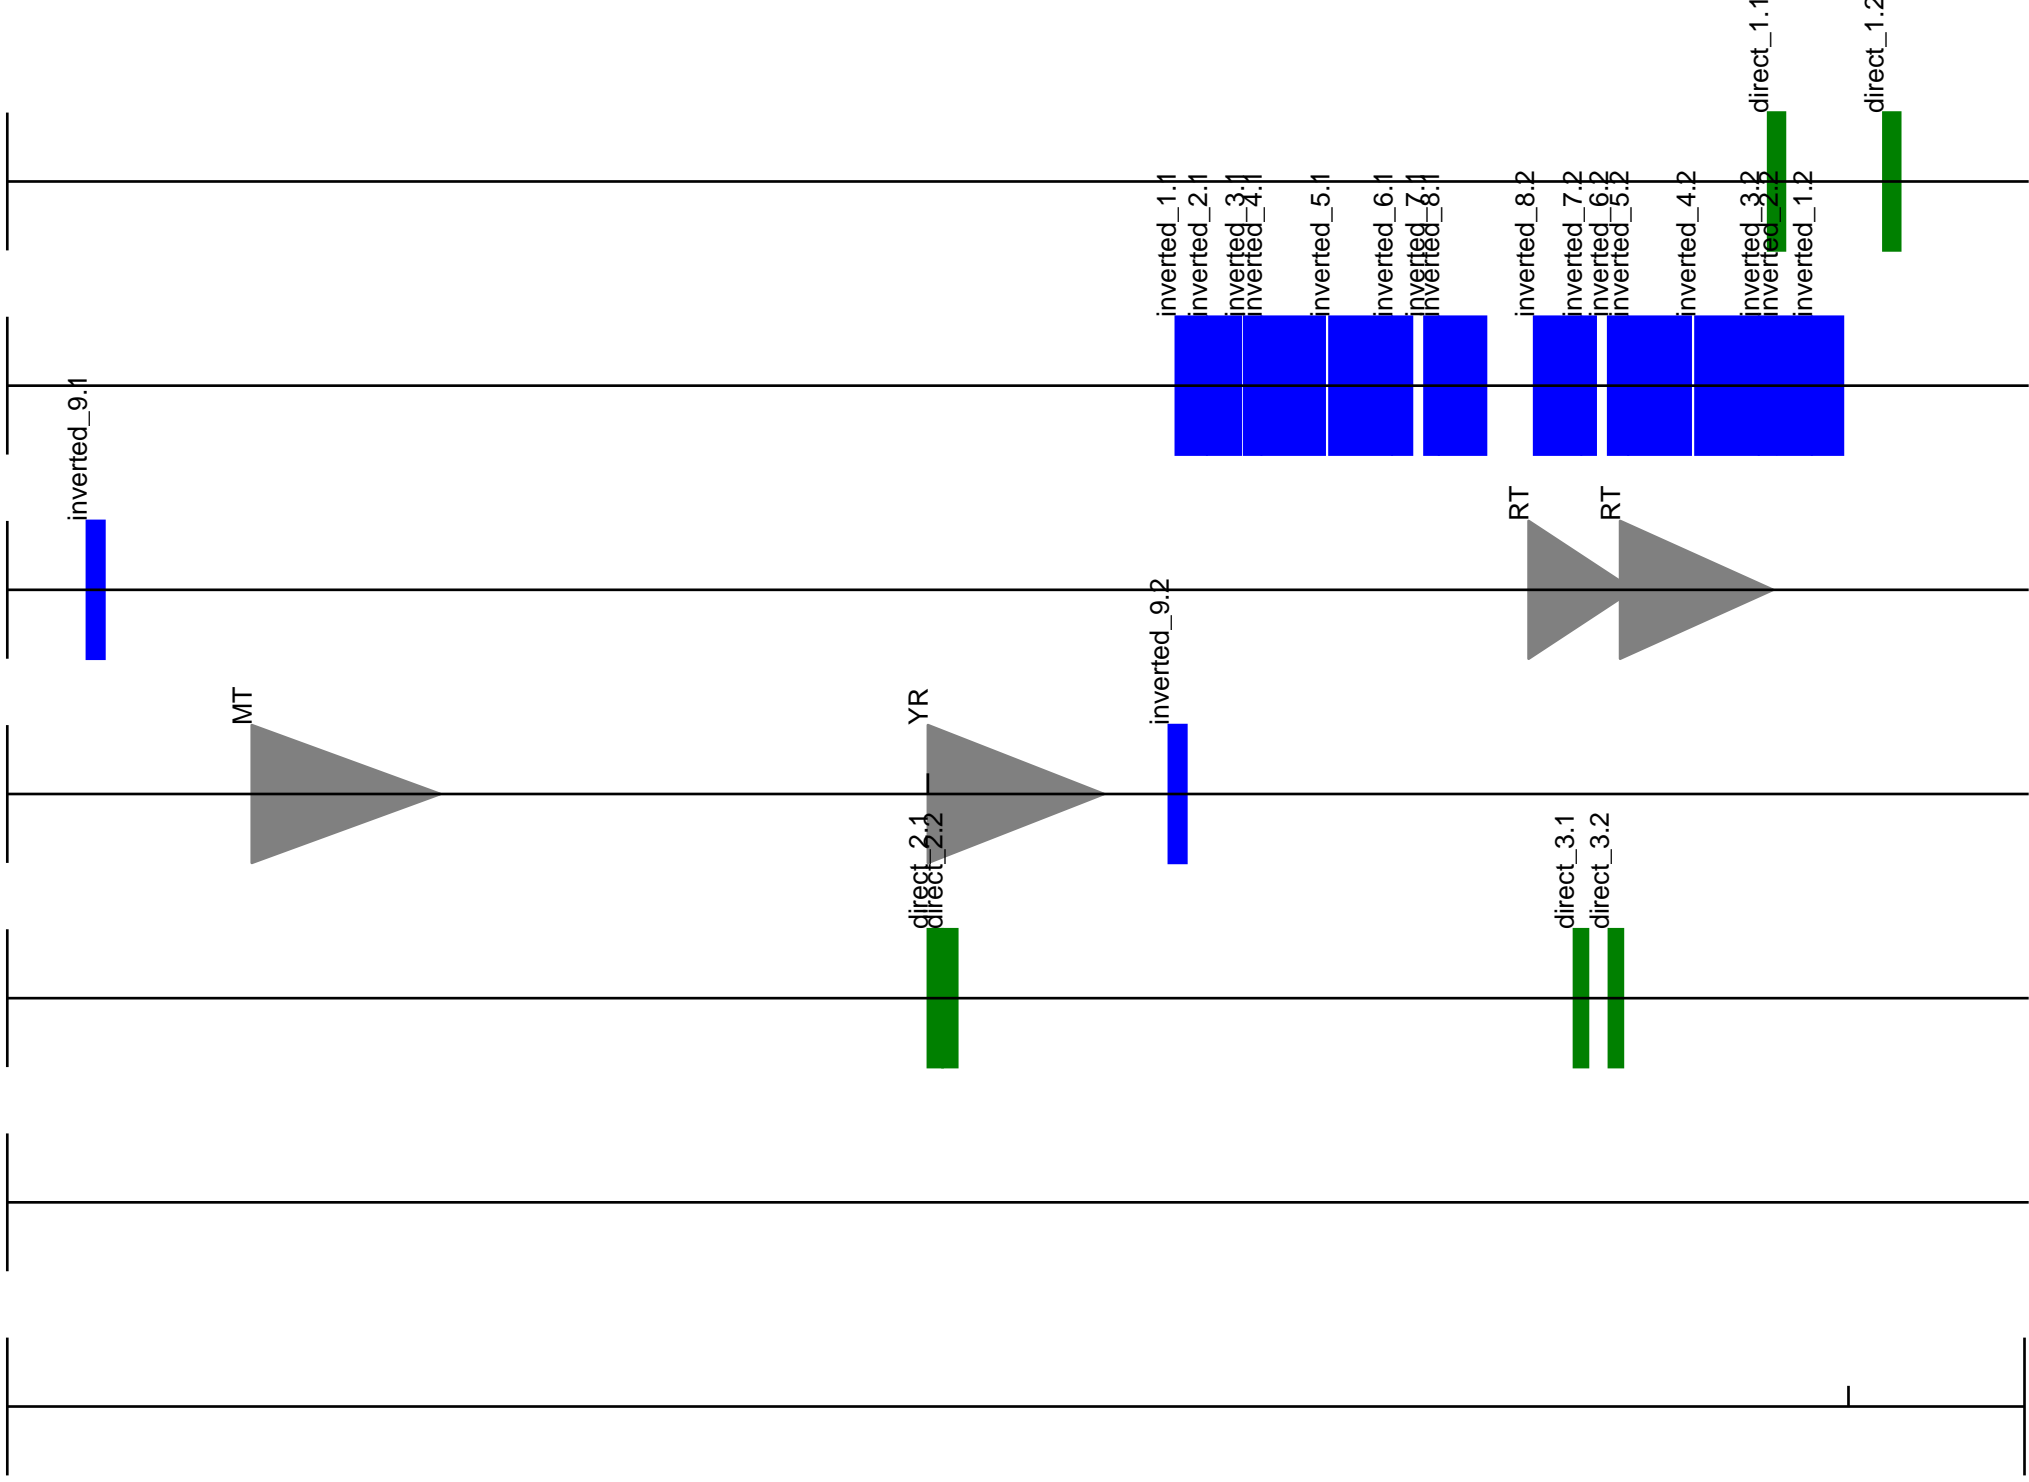 direct_1.1
direct_1.2
inverted_1.1
inverted_2.1
inverted_3.1
inverted_4.1
inverted_5.1
inverted_6.1
inverted_7.1
inverted_8.1
inverted_8.2
inverted_7.2
inverted_6.2
inverted_5.2
inverted_4.2
inverted_3.2
inverted_2.2
inverted_1.2
inverted_9.1
RT
RT
MT
YR
inverted_9.2
direct_2.1
direct_2.2
direct_3.1
direct_3.2